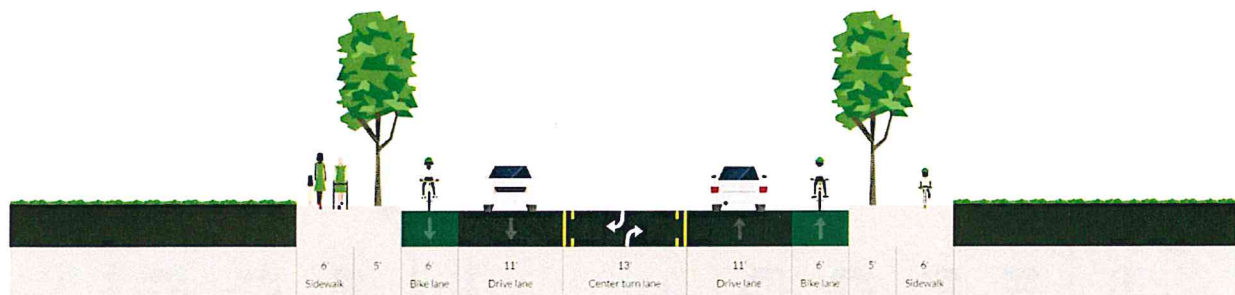 6' 5' 6' 11' 13' 11' 6' 5' 6'
Sidewalk Bike lane Drive lane Center turn lane Drive lane Bike lane Sidewalk